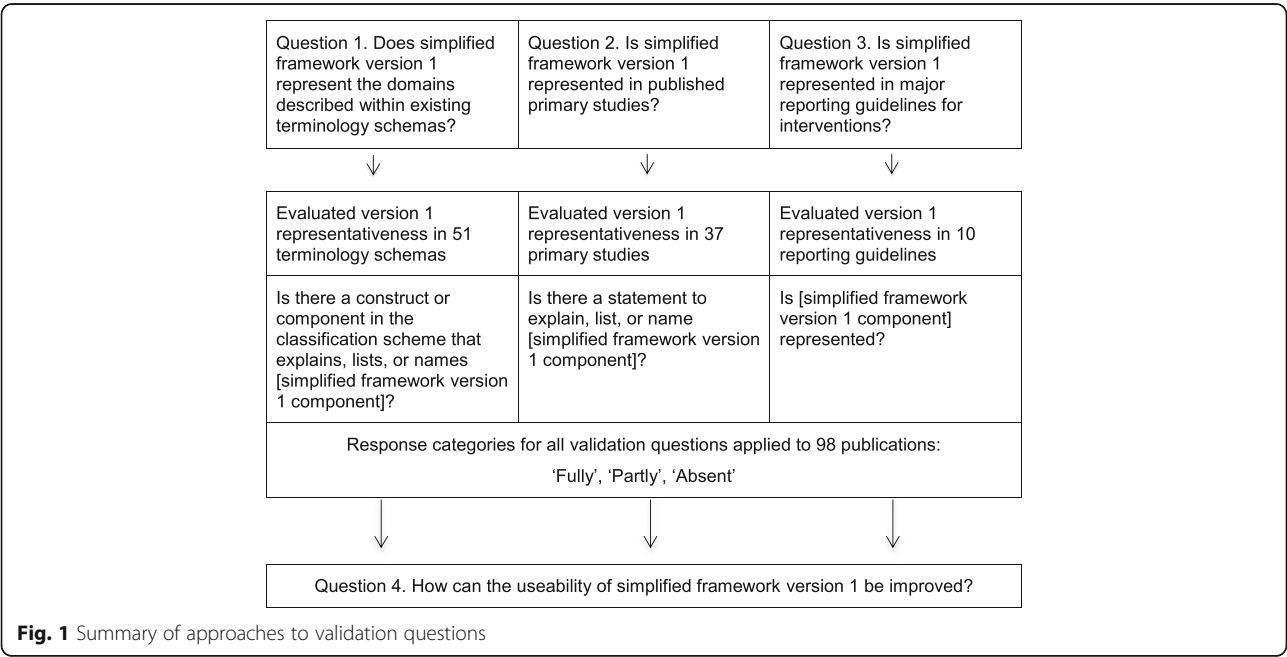 Question 1. Does simplified
framework version 1
represent the domains
described within existing
terminology schemas?
Question 2. Is simplified
framework version 1
represented in published
primary studies?
Question 3. Is simplified
framework version 1
represented in major
reporting guidelines for
interventions?
Evaluated version 1
representativeness in 51
terminology schemas
Evaluated version 1
representativeness in 37
primary studies
Evaluated version 1
representativeness in 10
reporting guidelines
Is there a construct or
component in the
classification scheme that
explains, lists, or names
[simplified framework version
1 component]?
Is there a statement to
explain, list, or name
[simplified framework version
1 component]?
Is [simplified framework
version 1 component]
represented?
Response categories for all validation questions applied to 98 publications:
‘Fully’, ‘Partly’, ‘Absent’
Question 4. How can the useability of simplified framework version 1 be improved?
Fig. 1 Summary of approaches to validation questions